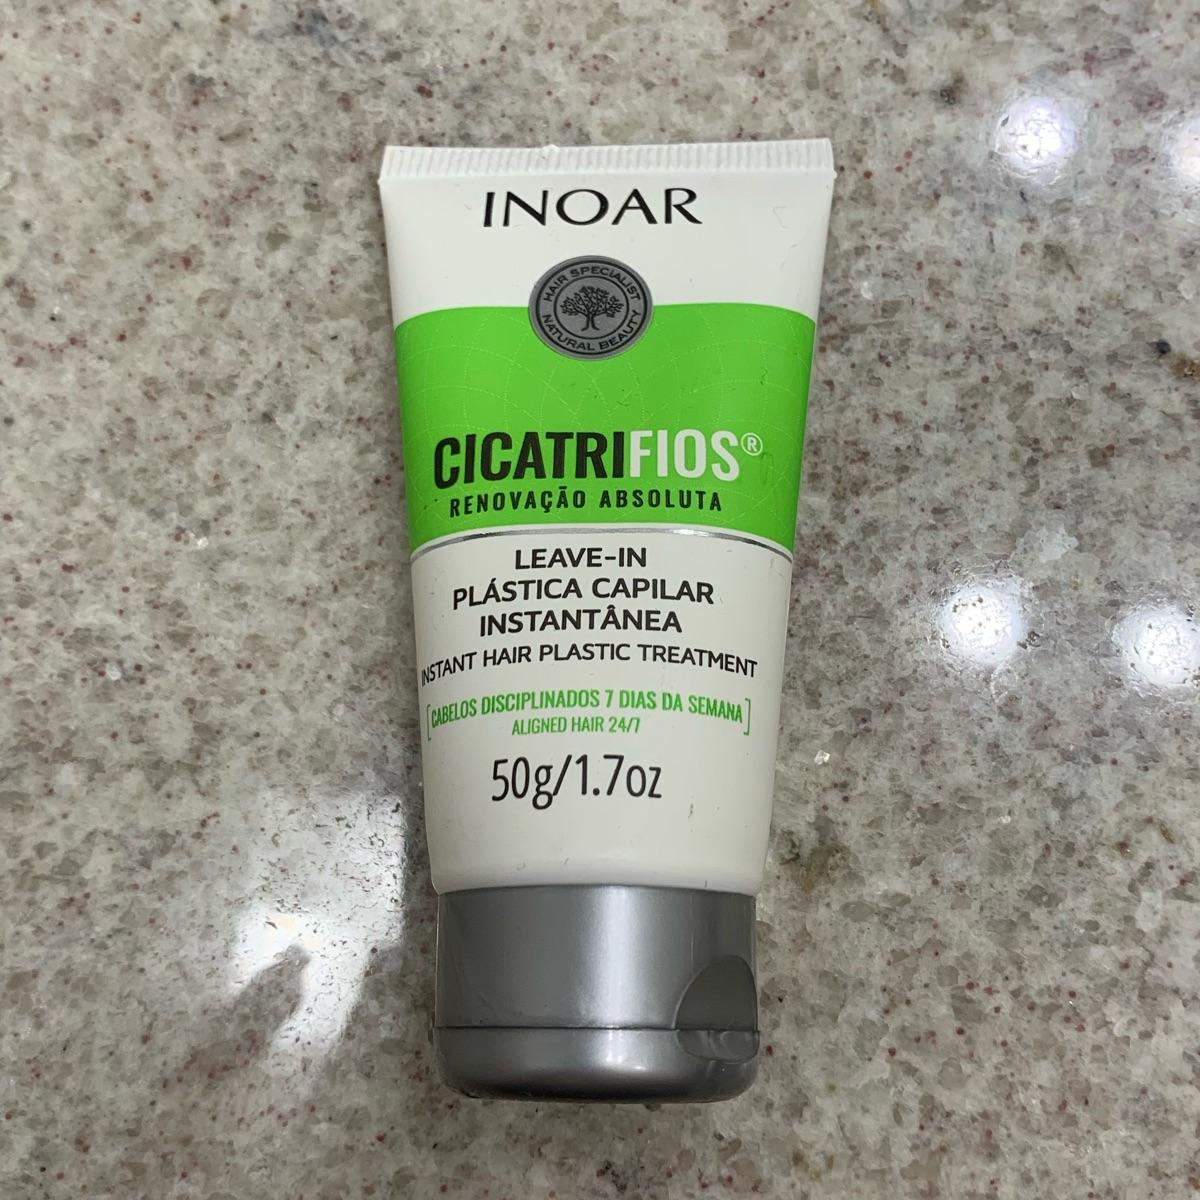 INOAR
HAIR SPECIALIST
NATURAL BEAUTY
CICATRIFIOS®
RENOVAÇÃO ABSOLUTA
LEAVE-IN
PLÁSTICA CAPILAR
INSTANTÂNEA
INSTANT HAIR PLASTIC TREATMENT
[CABELOS DISCIPLINADOS 7 DIAS DA SEMANA]
ALIGNED HAIR 24/7
50g/1.7oz